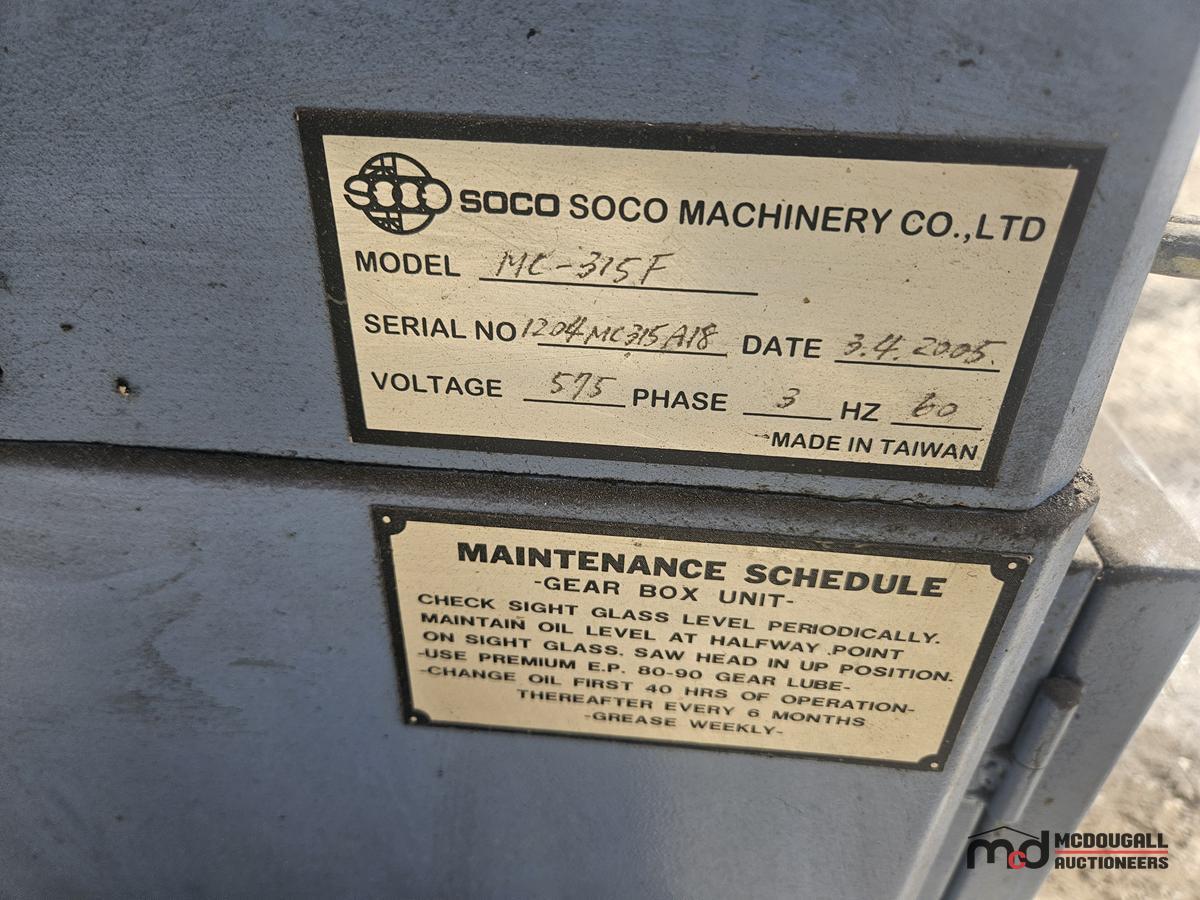 SOCO SOCO SOCO MACHINERY CO.,LTD
MODEL MC-315F
SERIAL NO 1204MC315A18 DATE 3.4.2005.
VOLTAGE 575 PHASE 3 HZ 60
MADE IN TAIWAN
MAINTENANCE SCHEDULE
-GEAR BOX UNIT-
CHECK SIGHT GLASS LEVEL PERIODICALLY.
MAINTAIN OIL LEVEL AT HALFWAY POINT
ON SIGHT GLASS. SAW HEAD IN UP POSITION.
-USE PREMIUM E.P. 80-90 GEAR LUBE-
-CHANGE OIL FIRST 40 HRS OF OPERATION-
THEREAFTER EVERY 6 MONTHS
-GREASE WEEKLY-
mcd MCDOUGALL
AUCTIONEERS